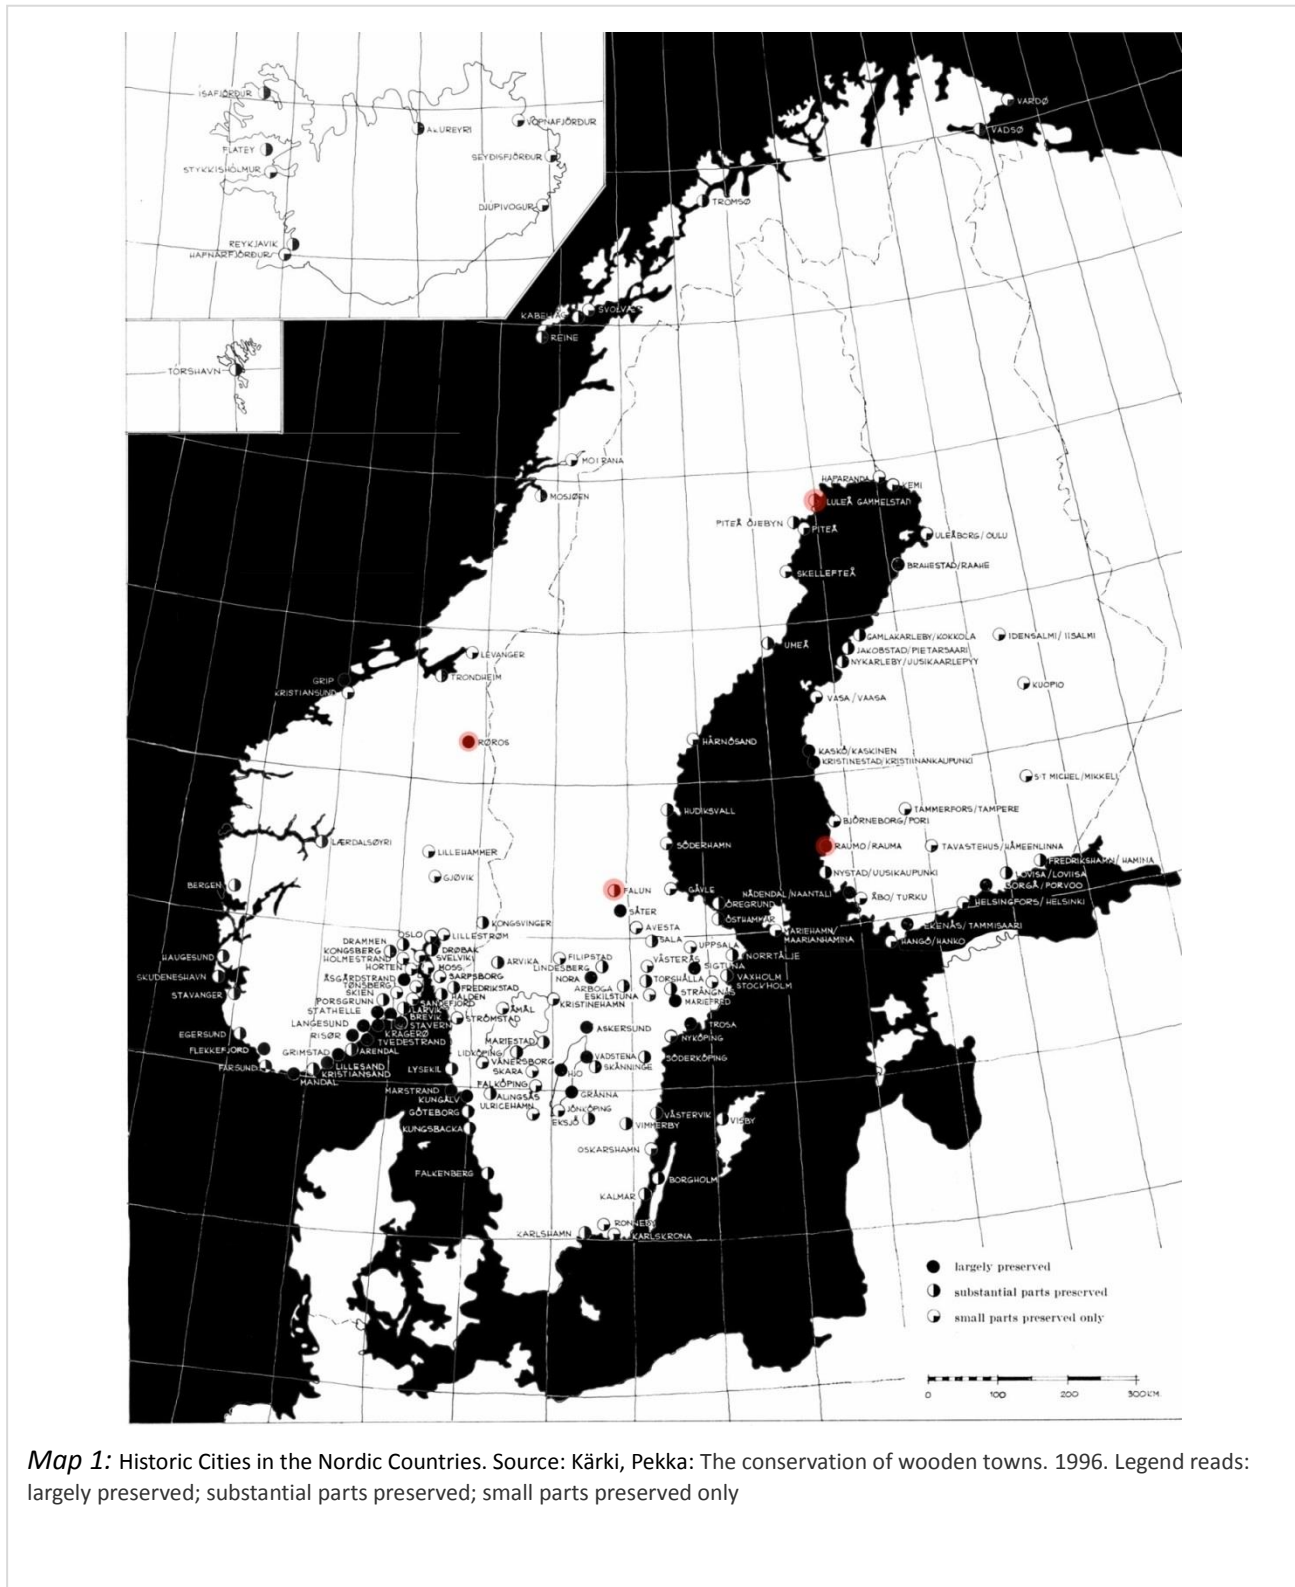 ÍSAFJÖRÐUR
AKUREYRI
VOPNAFJÖRÐUR
FLATEY
SEYÐISFJÖRÐUR
STYKKISHÓLMUR
DJUPIVOGUR
REYKJAVIK
HAFNARFJÖRÐUR
TÓRSHAVN
VARDØ
VADSØ
TROMSØ
REINE
MO I RANA
MOSJØEN
HAPARANDA
KEMI
LULEÅ GAMMELSTAD
PITEÅ ÖJEBYN
PITEÅ
ULEÅBORG/OULU
SKELLEFTEÅ
BRAHESTAD/RAAHE
UMEÅ
GAMLAKARLEBY/KOKKOLA
IDENSALMI/IISALMI
JAKOBSTAD/PIETARSAARI
NYKARLEBY/UUSIKAARLEPYY
LEVANGER
TRONDHEIM
GRIP
KRISTIANSUND
KUOPIO
VASA/VAASA
RØROS
HÄRNÖSAND
KASKÖ/KASKINEN
KRISTINESTAD/KRISTIINANKAUPUNKI
S:T MICHEL/MIKKELI
HUDIKSVALL
TAMMERFORS/TAMPERE
BJÖRNEBORG/PORI
LÆRDALSØYRI
LILLEHAMMER
SÖDERHAMN
RAUMO/RAUMA
TAVASTEHUS/HÄMEENLINNA
FREDRIKSHAMN/HAMINA
GJØVIK
NYSTAD/UUSIKAUPUNKI
LOVISA/LOVIISA
BERGEN
FALUN
GÄVLE
NÅDENDAL/NAANTALI
ÅBO/TURKU
BORGÅ/PORVOO
HELSINGFORS/HELSINKI
SÄTER
ÖREGRUND
ÖSTHAMMAR
KONGSVINGER
AVESTA
MARIEHAMN/
MAARIANHAMINA
EKENÄS/TAMMISAARI
HANGÖ/HANKO
OSLO
LILLESTRØM
DRAMMEN
KONGSBERG
DRØBAK
SALA
UPPSALA
NORRTÄLJE
HAUGESUND
HOLMESTRAND
SVELVIK
ARVIKA
FILIPSTAD
LINDESBERG
VÄSTERÅS
SIGTUNA
HORTEN
MOSS
SKUDENESHAVN
ÅSGÅRDSTRAND
SARPSBORG
NORA
TORSHÄLLA
VAXHOLM
STAVANGER
TØNSBERG
FREDRIKSTAD
ARBOGA
STRÄNGNÄS
STOCKHOLM
SKIEN
HALDEN
ESKILSTUNA
MARIEFRED
PORSGRUNN
SANDEFJORD
KRISTINEHAMN
STATHELLE
LARVIK
ÅMÅL
BREVIK
STRÖMSTAD
LANGESUND
STAVERN
ASKERSUND
TROSA
EGERSUND
RISØR
KRAGERØ
NYKÖPING
TVEDESTRAND
MARIESTAD
FLEKKEFJORD
GRIMSTAD
ARENDAL
LIDKÖPING
VADSTENA
SÖDERKÖPING
FARSUND
LILLESAND
VÄNERSBORG
SKÄNNINGE
KRISTIANSAND
LYSEKIL
SKARA
HJO
MANDAL
FALKÖPING
MARSTRAND
KUNGÄLV
ALINGSÅS
GRÄNNA
ULRICEHAMN
JÖNKÖPING
GÖTEBORG
VÄSTERVIK
EKSJÖ
VIMMERBY
VISBY
KUNGSBACKA
OSKARSHAMN
FALKENBERG
BORGHOLM
KALMAR
RONNEBY
KARLSHAMN
KARLSKRONA
largely preserved
substantial parts preserved
small parts preserved only
0 100 200 300 KM.
Map 1: Historic Cities in the Nordic Countries. Source: Kärki, Pekka: The conservation of wooden towns. 1996. Legend reads:
largely preserved; substantial parts preserved; small parts preserved only